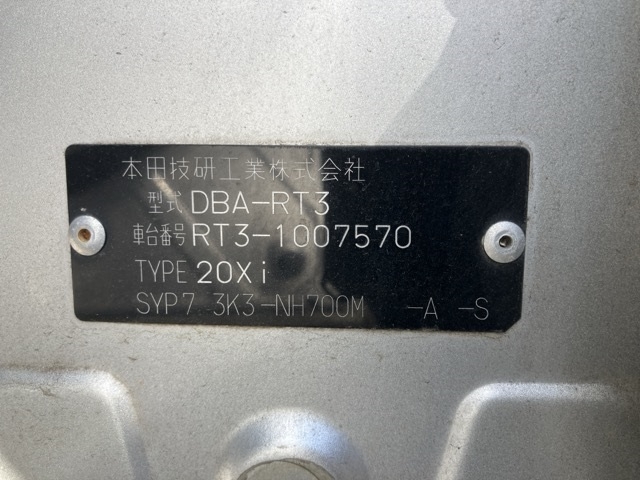 本田技研工業株式会社
型式 DBA-RT3
車台番号 RT3-1007570
TYPE 20Xi
SYP7 3K3-NH700M -A -S